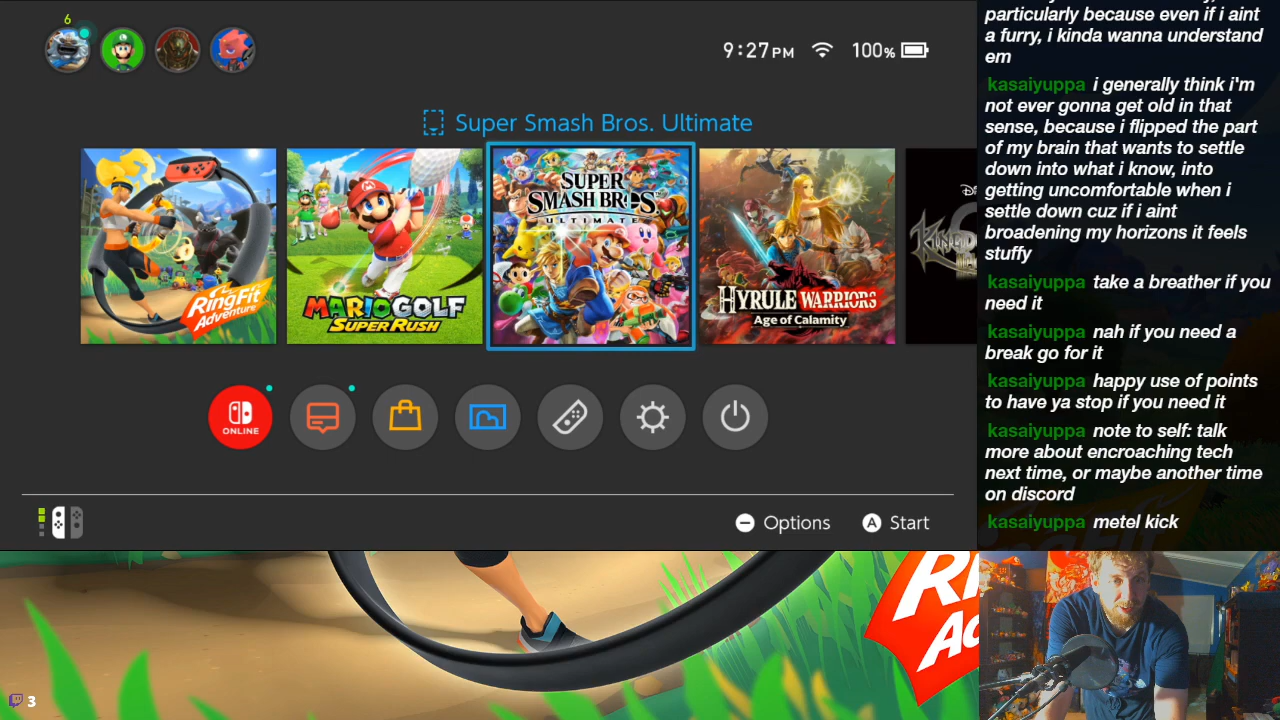 6
9:27 PM
100%
Super Smash Bros. Ultimate
RingFit
Adventure
MARIO GOLF
SUPER RUSH
SUPER
SMASH BROS.
ULTIMATE
HYRULE WARRIORS
Age of Calamity
ONLINE
Options
A Start
3
particularly because even if i aint
a furry, i kinda wanna understand
em
kasaiyuppa i generally think i'm
not ever gonna get old in that
sense, because i flipped the part
of my brain that wants to settle
down into what i know, into
getting uncomfortable when i
settle down cuz if i aint
broadening my horizons it feels
stuffy
kasaiyuppa take a breather if you
need it
kasaiyuppa nah if you need a
break go for it
kasaiyuppa happy use of points
to have ya stop if you need it
kasaiyuppa note to self: talk
more about encroaching tech
next time, or maybe another time
on discord
kasaiyuppa metel kick